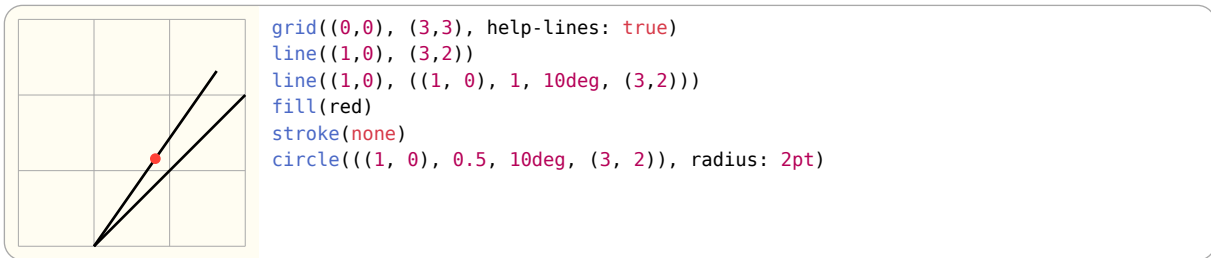 grid((0,0), (3,3), help-lines: true)
line((1,0), (3,2))
line((1,0), ((1, 0), 1, 10deg, (3,2)))
fill(red)
stroke(none)
circle(((1, 0), 0.5, 10deg, (3, 2)), radius: 2pt)